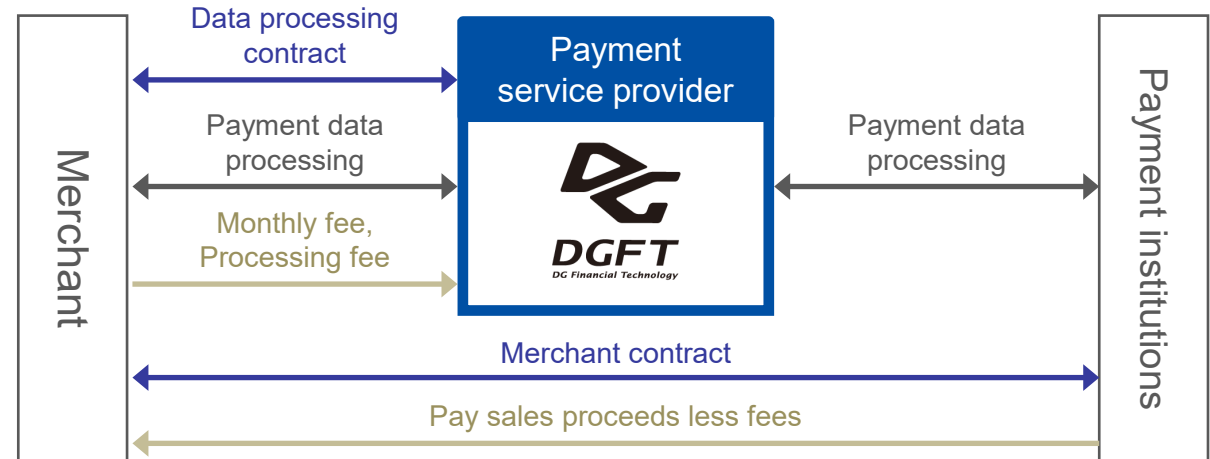 Data processing
contract
Payment
service provider
Payment data
processing
Payment data
processing
Merchant
Monthly fee,
Processing fee
DGFT
DG Financial Technology
Payment institutions
Merchant contract
Pay sales proceeds less fees